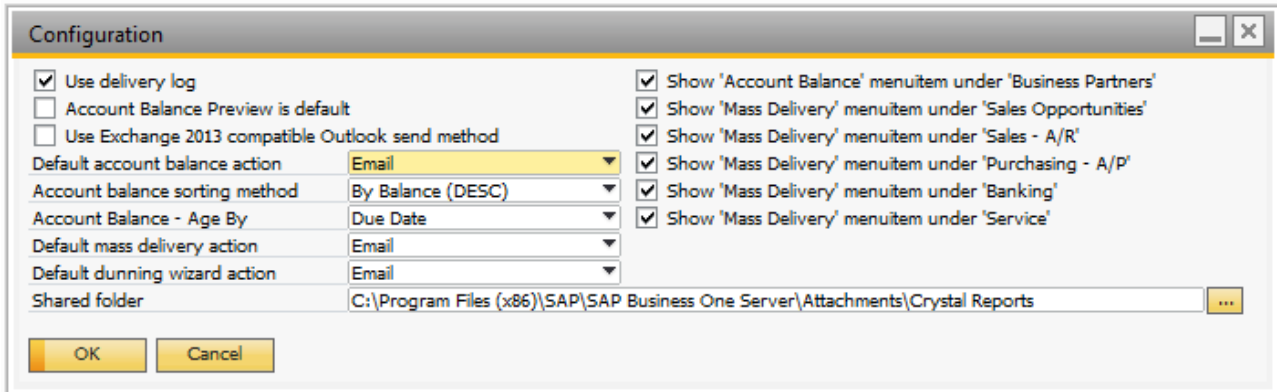 Configuration
Use delivery log
Account Balance Preview is default
Use Exchange 2013 compatible Outlook send method
Default account balance action Email
Account balance sorting method By Balance (DESC)
Account Balance - Age By Due Date
Default mass delivery action Email
Default dunning wizard action Email
Show 'Account Balance' menuitem under 'Business Partners'
Show 'Mass Delivery' menuitem under 'Sales Opportunities'
Show 'Mass Delivery' menuitem under 'Sales - A/R'
Show 'Mass Delivery' menuitem under 'Purchasing - A/P'
Show 'Mass Delivery' menuitem under 'Banking'
Show 'Mass Delivery' menuitem under 'Service'
Shared folder C:\Program Files (x86)\SAP\SAP Business One Server\Attachments\Crystal Reports ...
OK Cancel